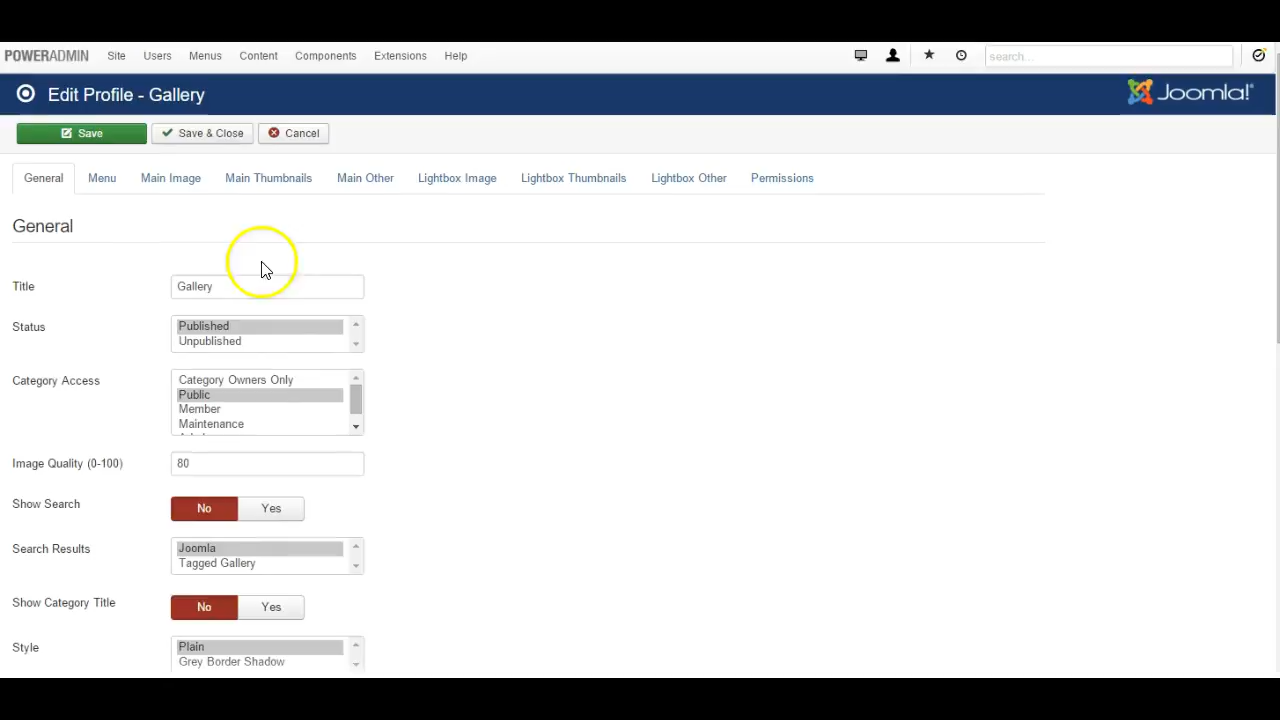 POWERADMIN Site Users Menus Content Components Extensions Help search...
Edit Profile - Gallery Joomla!®
Save Save & Close Cancel
General Menu Main Image Main Thumbnails Main Other Lightbox Image Lightbox Thumbnails Lightbox Other Permissions
General
Title Gallery
Status Published
Unpublished
Category Access Category Owners Only
Public
Member
Maintenance
Image Quality (0-100) 80
Show Search No Yes
Search Results Joomla
Tagged Gallery
Show Category Title No Yes
Style Plain
Grey Border Shadow